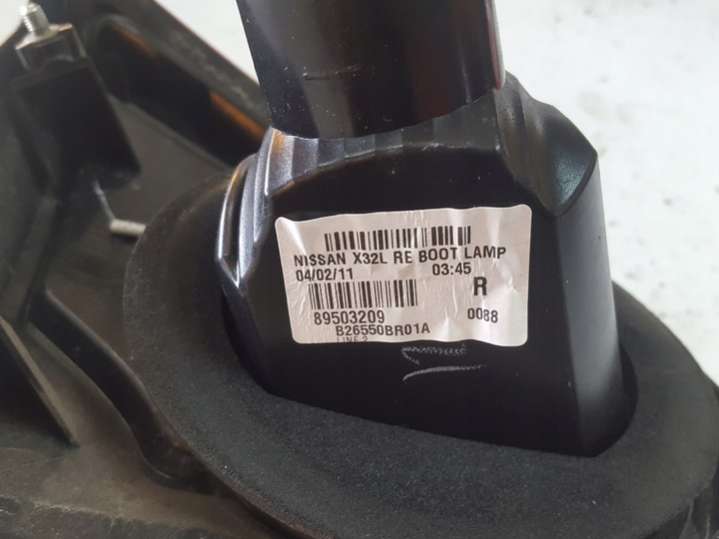 NISSAN X32L RE BOOT LAMP
04/02/11 03:45
R
89503209 0088
B26550BR01A
LINE 2